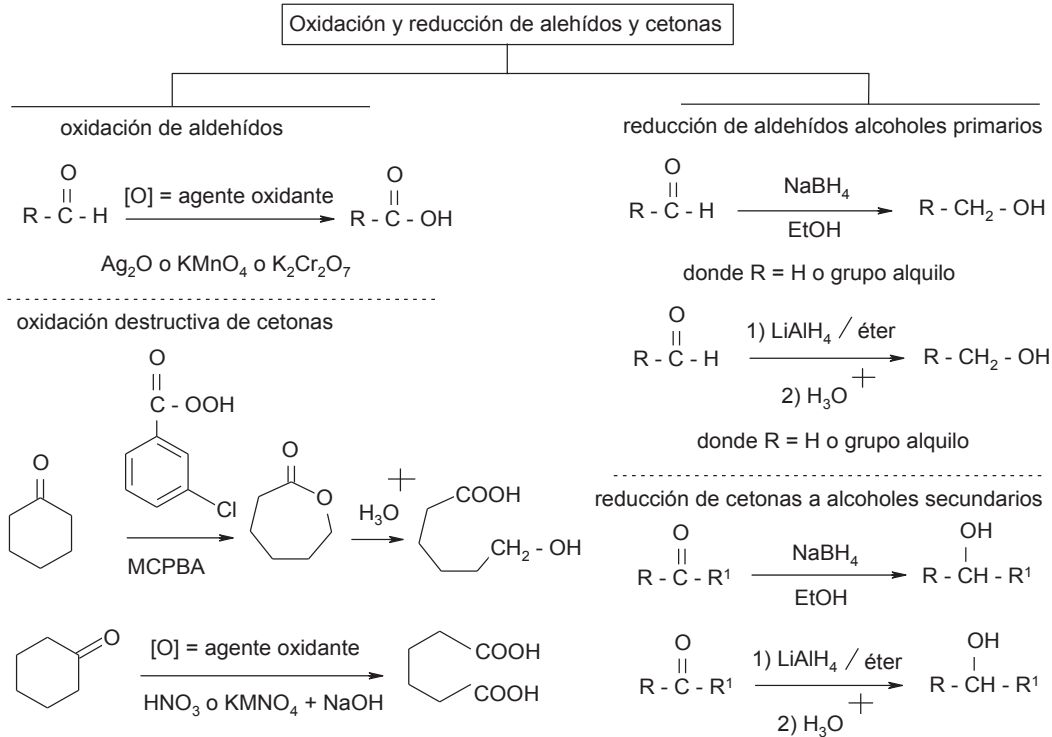 Oxidación y reducción de alehídos y cetonas
oxidación de aldehídos
O
R - C - H
[O] = agente oxidante
O
R - C - OH
Ag₂O o KMnO₄ o K₂Cr₂O₇
oxidación destructiva de cetonas
O
C - OOH
Cl
O
MCPBA
O
O
H₃O+
COOH
CH₂ - OH
O
[O] = agente oxidante
HNO₃ o KMNO₄ + NaOH
COOH
COOH
reducción de aldehídos alcoholes primarios
O
R - C - H
NaBH₄
EtOH
R - CH₂ - OH
donde R = H o grupo alquilo
O
R - C - H
1) LiAlH₄ / éter
2) H₃O+
R - CH₂ - OH
donde R = H o grupo alquilo
reducción de cetonas a alcoholes secundarios
O
R - C - R¹
NaBH₄
EtOH
OH
R - CH - R¹
O
R - C - R¹
1) LiAlH₄ / éter
2) H₃O+
OH
R - CH - R¹